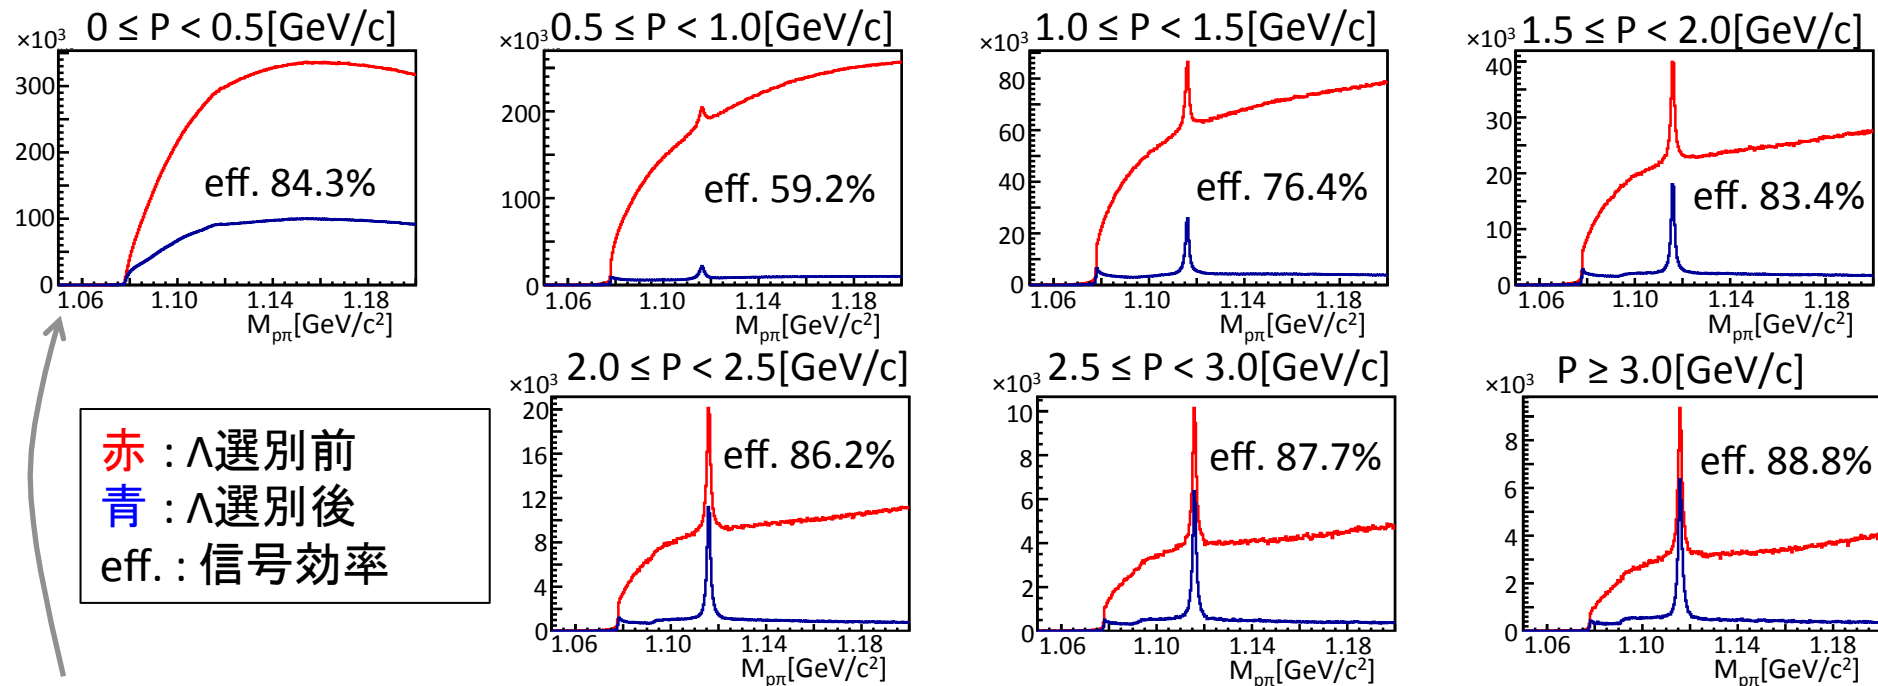 0 ≤ P < 0.5[GeV/c]
×10³
300
200
100
0
1.06 1.10 1.14 1.18
eff. 84.3%
Mpπ[GeV/c²]
0.5 ≤ P < 1.0[GeV/c]
×10³
200
100
0
1.06 1.10 1.14 1.18
eff. 59.2%
Mpπ[GeV/c²]
1.0 ≤ P < 1.5[GeV/c]
×10³
80
60
40
20
0
1.06 1.10 1.14 1.18
eff. 76.4%
Mpπ[GeV/c²]
1.5 ≤ P < 2.0[GeV/c]
×10³
40
30
20
10
0
1.06 1.10 1.14 1.18
eff. 83.4%
Mpπ[GeV/c²]
赤 : Λ選別前
青 : Λ選別後
eff. : 信号効率
2.0 ≤ P < 2.5[GeV/c]
×10³
20
16
12
8
4
0
1.06 1.10 1.14 1.18
eff. 86.2%
Mpπ[GeV/c²]
2.5 ≤ P < 3.0[GeV/c]
×10³
10
8
6
4
2
0
1.06 1.10 1.14 1.18
eff. 87.7%
Mpπ[GeV/c²]
P ≥ 3.0[GeV/c]
×10³
8
6
4
2
0
1.06 1.10 1.14 1.18
eff. 88.8%
Mpπ[GeV/c²]